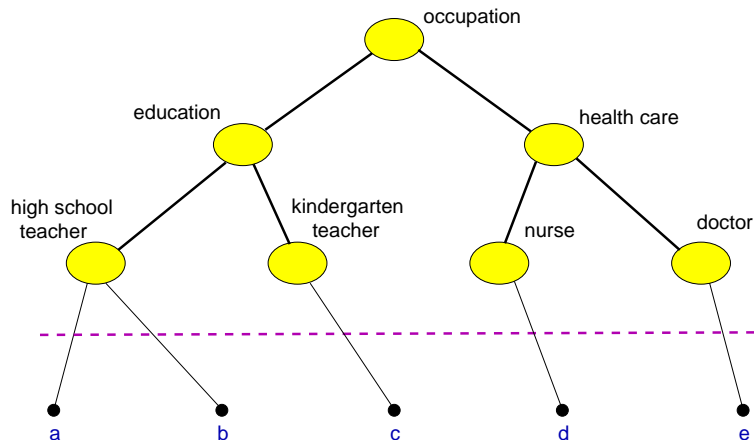 occupation
education
health care
high school
teacher
kindergarten
teacher
nurse
doctor
a
b
c
d
e